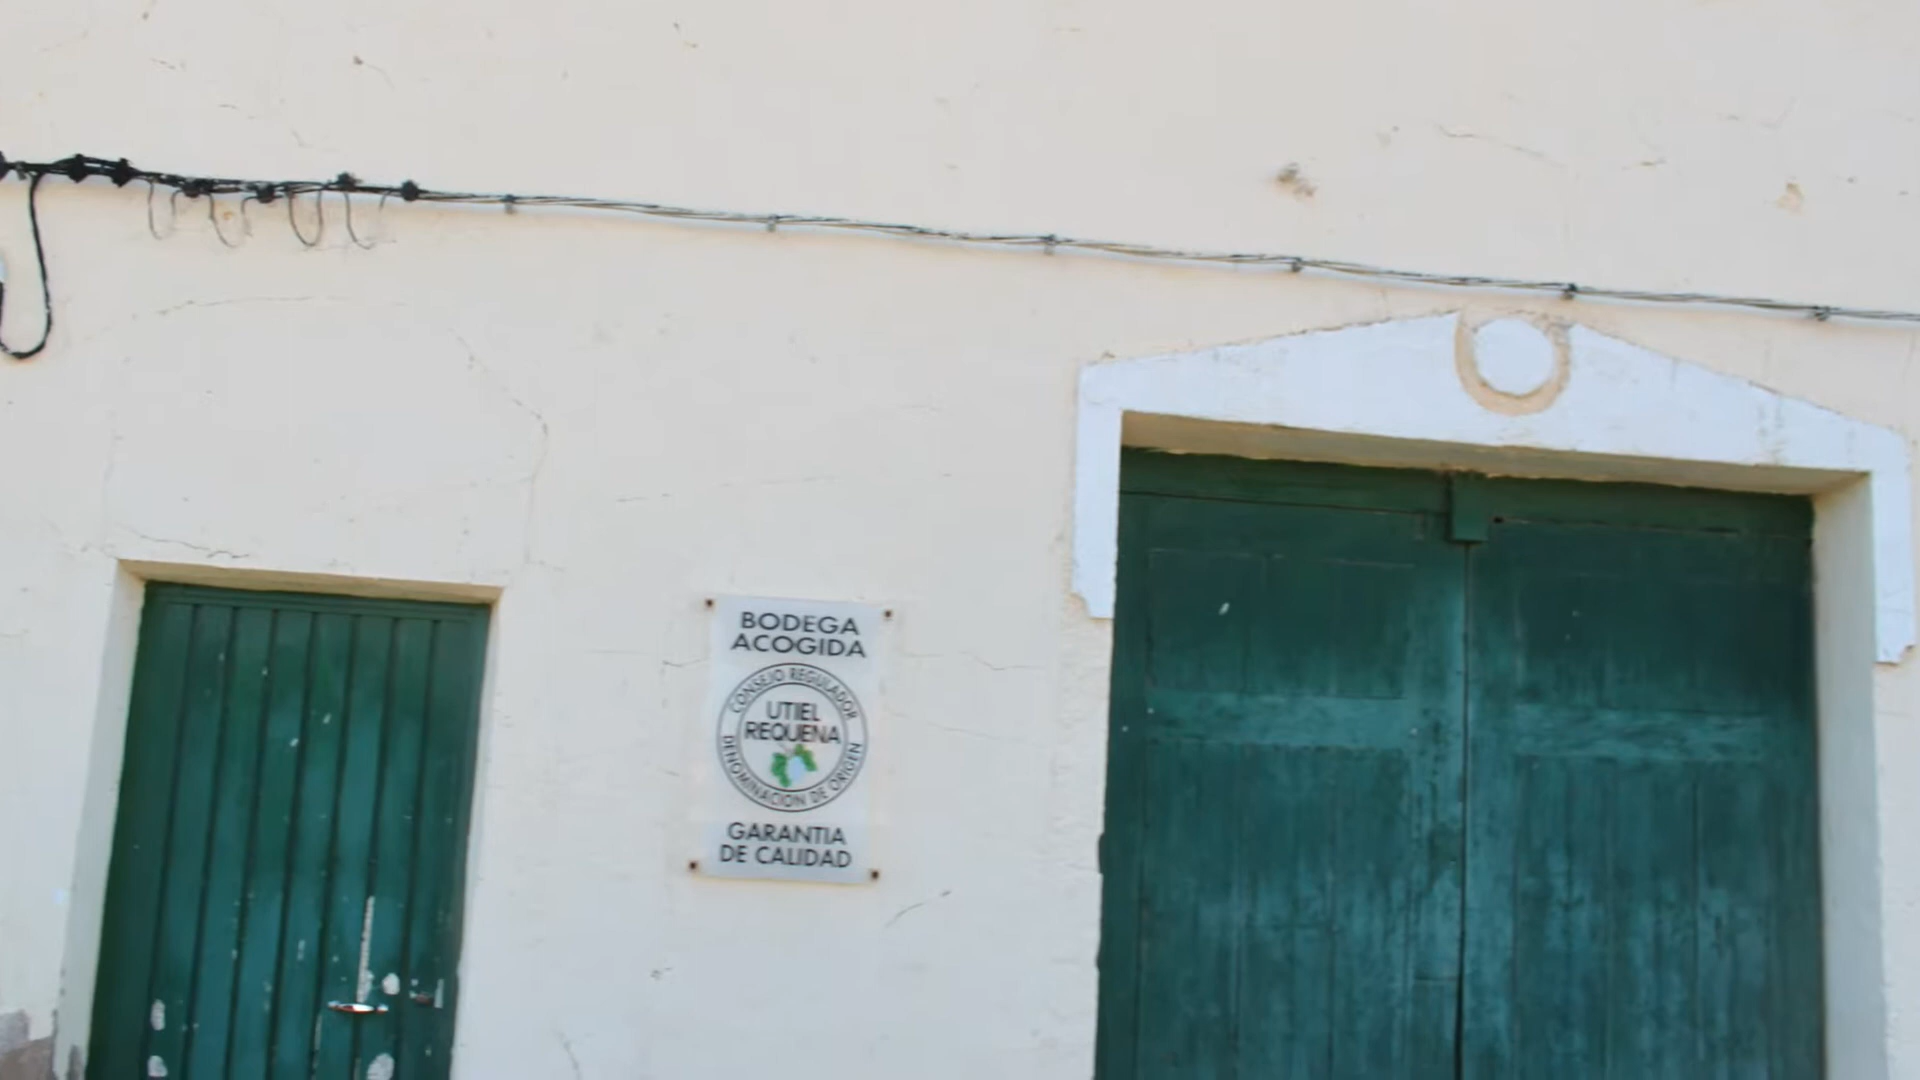 BODEGA
ACOGIDA
CONSEJO REGULADOR
UTIEL
REQUENA
DENOMINACION DE ORIGEN
GARANTIA
DE CALIDAD